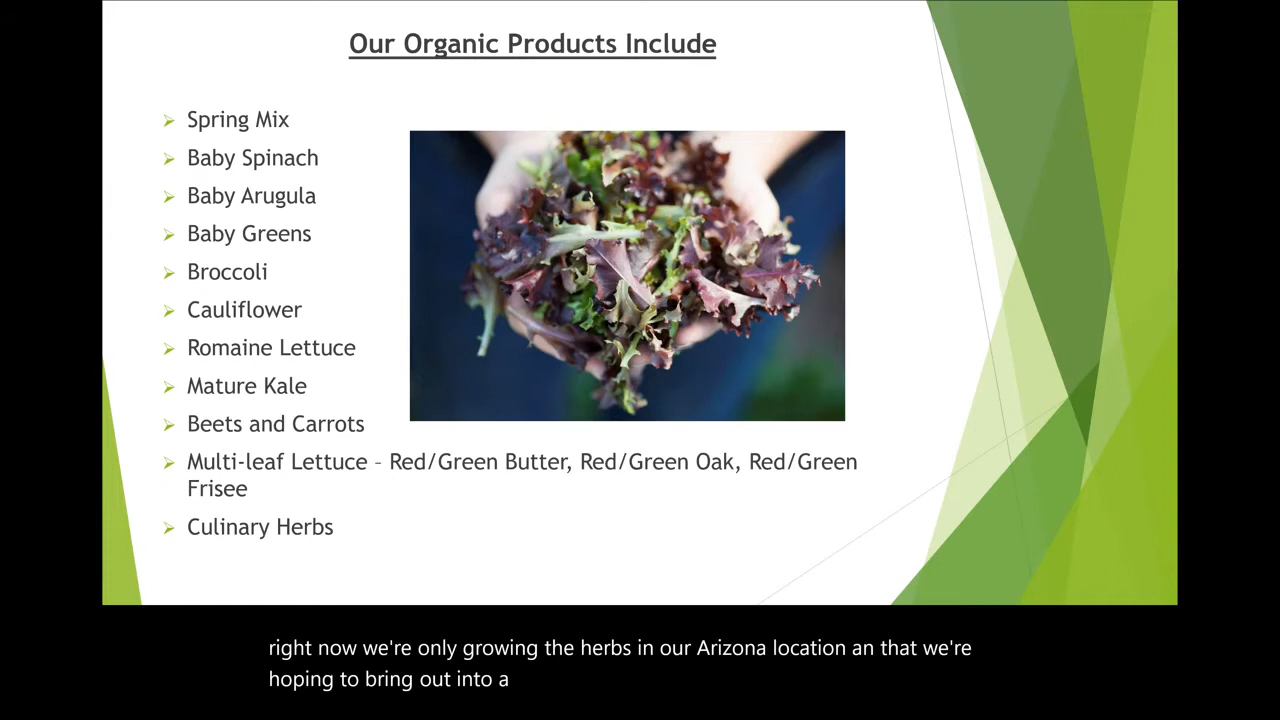 Our Organic Products Include
Spring Mix
Baby Spinach
Baby Arugula
Baby Greens
Broccoli
Cauliflower
Romaine Lettuce
Mature Kale
Beets and Carrots
Multi-leaf Lettuce – Red/Green Butter, Red/Green Oak, Red/Green
Frisee
Culinary Herbs
right now we're only growing the herbs in our Arizona location an that we're
hoping to bring out into a